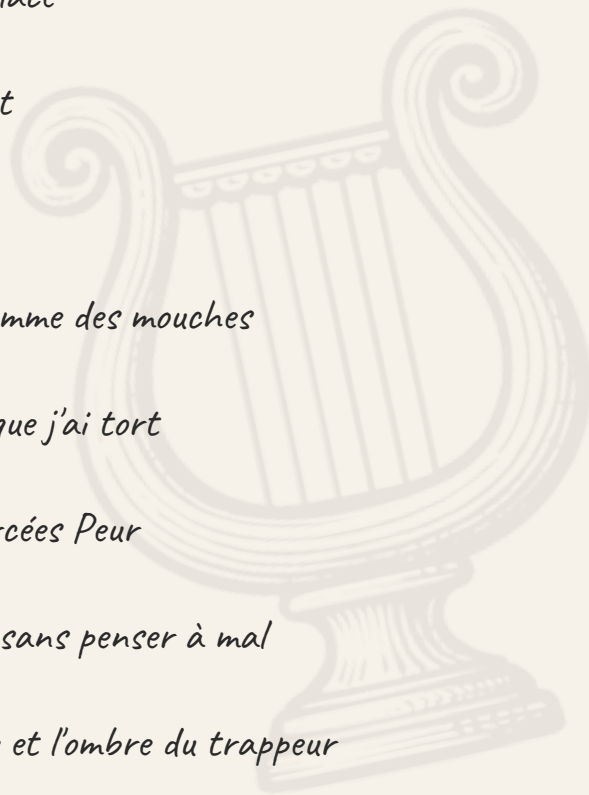 t
mme des mouches
que j'ai tort
rcées Peur
sans penser à mal
et l'ombre du trappeur